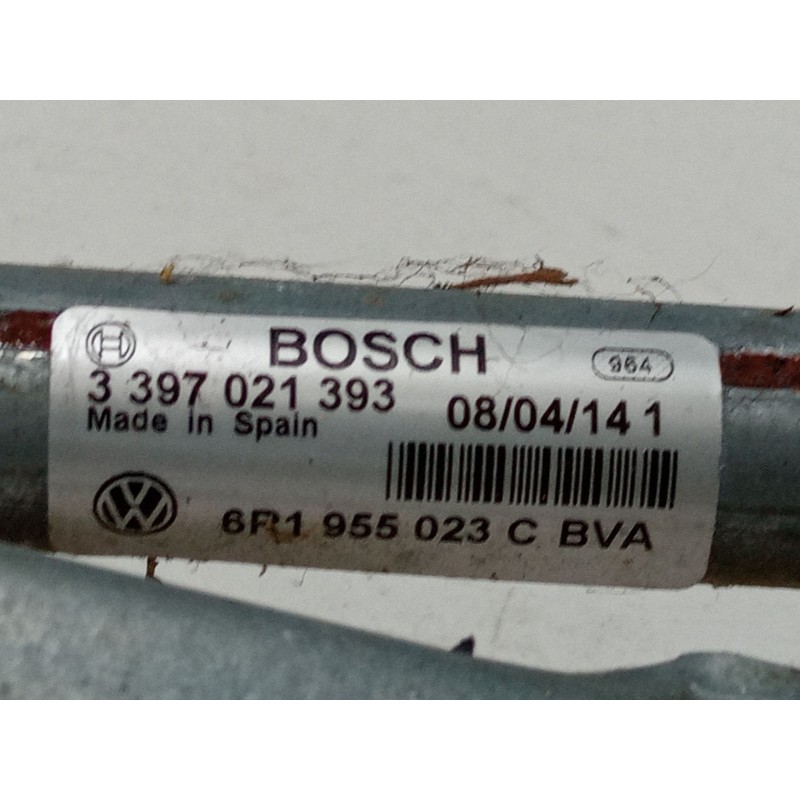 BOSCH
964
3 397 021 393
08/04/14 1
Made in Spain
6R1 955 023 C BVA